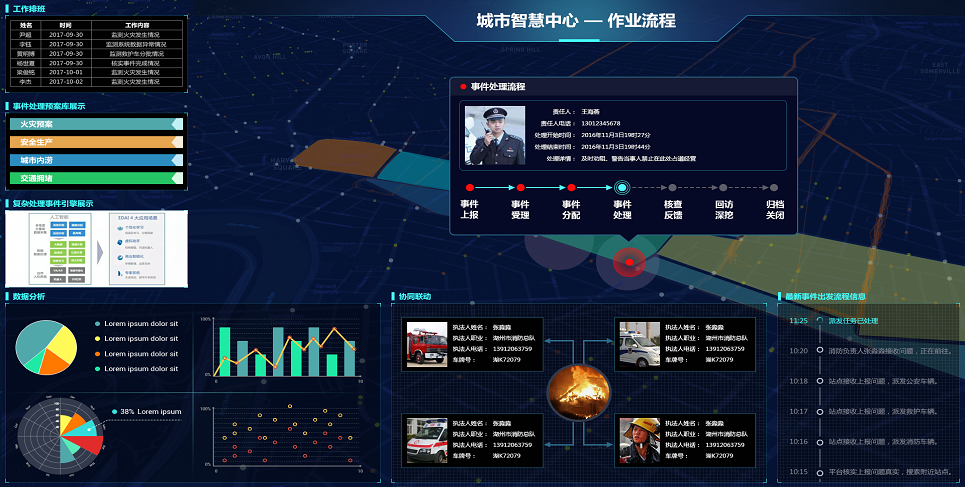 城市智慧中心 — 作业流程
工作排班
姓名 时间 工作内容
尹超 2017-09-30 监测火灾发生情况
李钰 2017-09-30 监测系统数据异常情况
黄明博 2017-09-30 监测救护车分散情况
杨世夏 2017-09-30 核实事件完成情况
梁俊铭 2017-10-01 监测火灾发生情况
李杰 2017-10-02 监测火灾发生情况
事件处理预案库展示
火灾预案
安全生产
城市内涝
交通拥堵
复杂处理事件引擎展示
人工智能
EDAI 4 大应用场景
事件处理流程
责任人: 王海燕
责任人电话: 13012345678
处理开始时间: 2016年11月3日19时27分
处理结束时间: 2016年11月3日19时44分
处理详情: 及时劝阻、警告当事人禁止在此处占道经营
事件上报
事件受理
事件分配
事件处理
核查反馈
回访深挖
归档关闭
SPRING HILL
AVON HILL
EAST
SOMERVILLE
数据分析
Lorem ipsum dolor sit
Lorem ipsum dolor sit
Lorem ipsum dolor sit
Lorem ipsum dolor sit
38% Lorem ipsum
100%
0%
0
10
100%
0%
0
10
协同联动
执法人姓名: 张淼淼
执法人职业: 湖州市消防总队
执法人电话: 13912063759
车牌号: 湖K72079
执法人姓名: 张淼淼
执法人职业: 湖州市消防总队
执法人电话: 13912063759
车牌号: 湖K72079
执法人姓名: 张淼淼
执法人职业: 湖州市消防总队
执法人电话: 13912063759
车牌号: 湖K72079
执法人姓名: 张淼淼
执法人职业: 湖州市消防总队
执法人电话: 13912063759
车牌号: 湖K72079
最新事件出发流程信息
11:25 派发任务已处理
10:20 消防负责人张淼淼接收问题，正在前往。
10:18 站点接收上报问题，派发公安车辆。
10:17 站点接收上报问题，派发救护车辆。
10:16 站点接收上报问题，派发消防车辆。
10:15 平台核实上报问题真实，搜索附近站点。